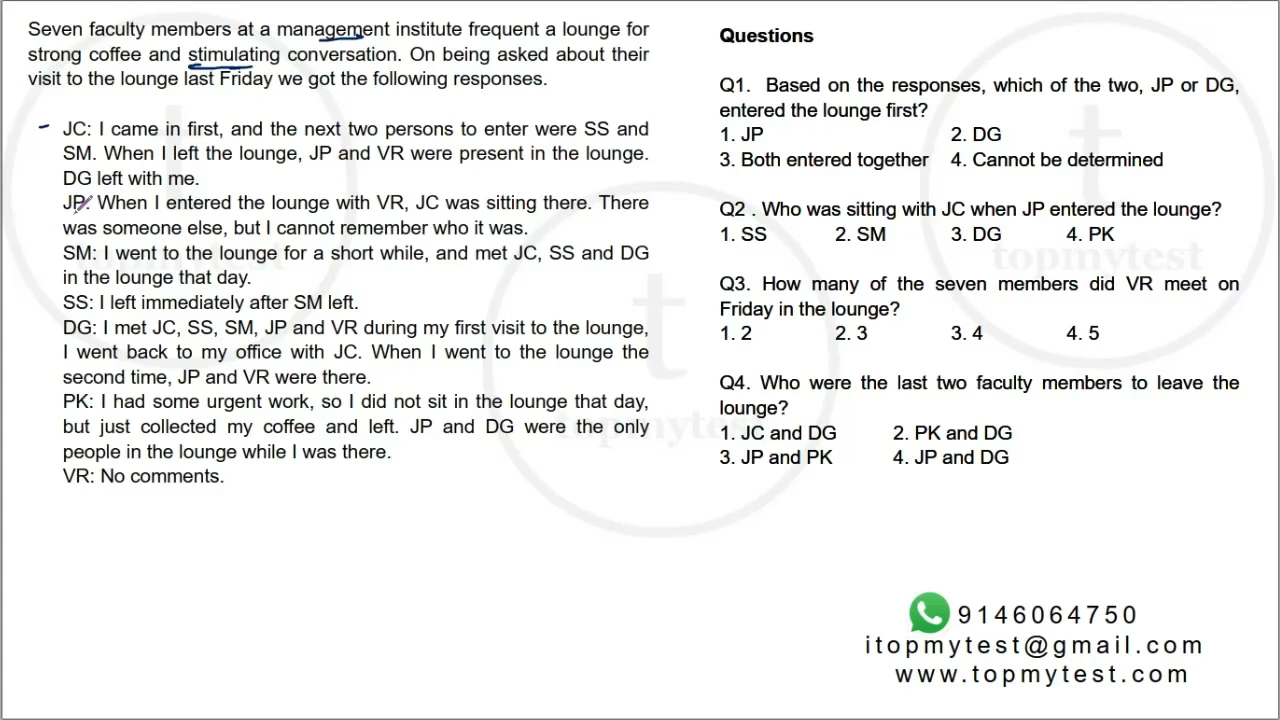 Seven faculty members at a management institute frequent a lounge for
strong coffee and stimulating conversation. On being asked about their
visit to the lounge last Friday we got the following responses.
JC: I came in first, and the next two persons to enter were SS and
SM. When I left the lounge, JP and VR were present in the lounge.
DG left with me.
JP: When I entered the lounge with VR, JC was sitting there. There
was someone else, but I cannot remember who it was.
SM: I went to the lounge for a short while, and met JC, SS and DG
in the lounge that day.
SS: I left immediately after SM left.
DG: I met JC, SS, SM, JP and VR during my first visit to the lounge,
I went back to my office with JC. When I went to the lounge the
second time, JP and VR were there.
PK: I had some urgent work, so I did not sit in the lounge that day,
but just collected my coffee and left. JP and DG were the only
people in the lounge while I was there.
VR: No comments.
Questions
Q1. Based on the responses, which of the two, JP or DG,
entered the lounge first?
1. JP 2. DG
3. Both entered together 4. Cannot be determined
Q2 . Who was sitting with JC when JP entered the lounge?
1. SS 2. SM 3. DG 4. PK
Q3. How many of the seven members did VR meet on
Friday in the lounge?
1. 2 2. 3 3. 4 4. 5
Q4. Who were the last two faculty members to leave the
lounge?
1. JC and DG 2. PK and DG
3. JP and PK 4. JP and DG
topmytest
topmytest
9146064750
itopmytest@gmail.com
www.topmytest.com